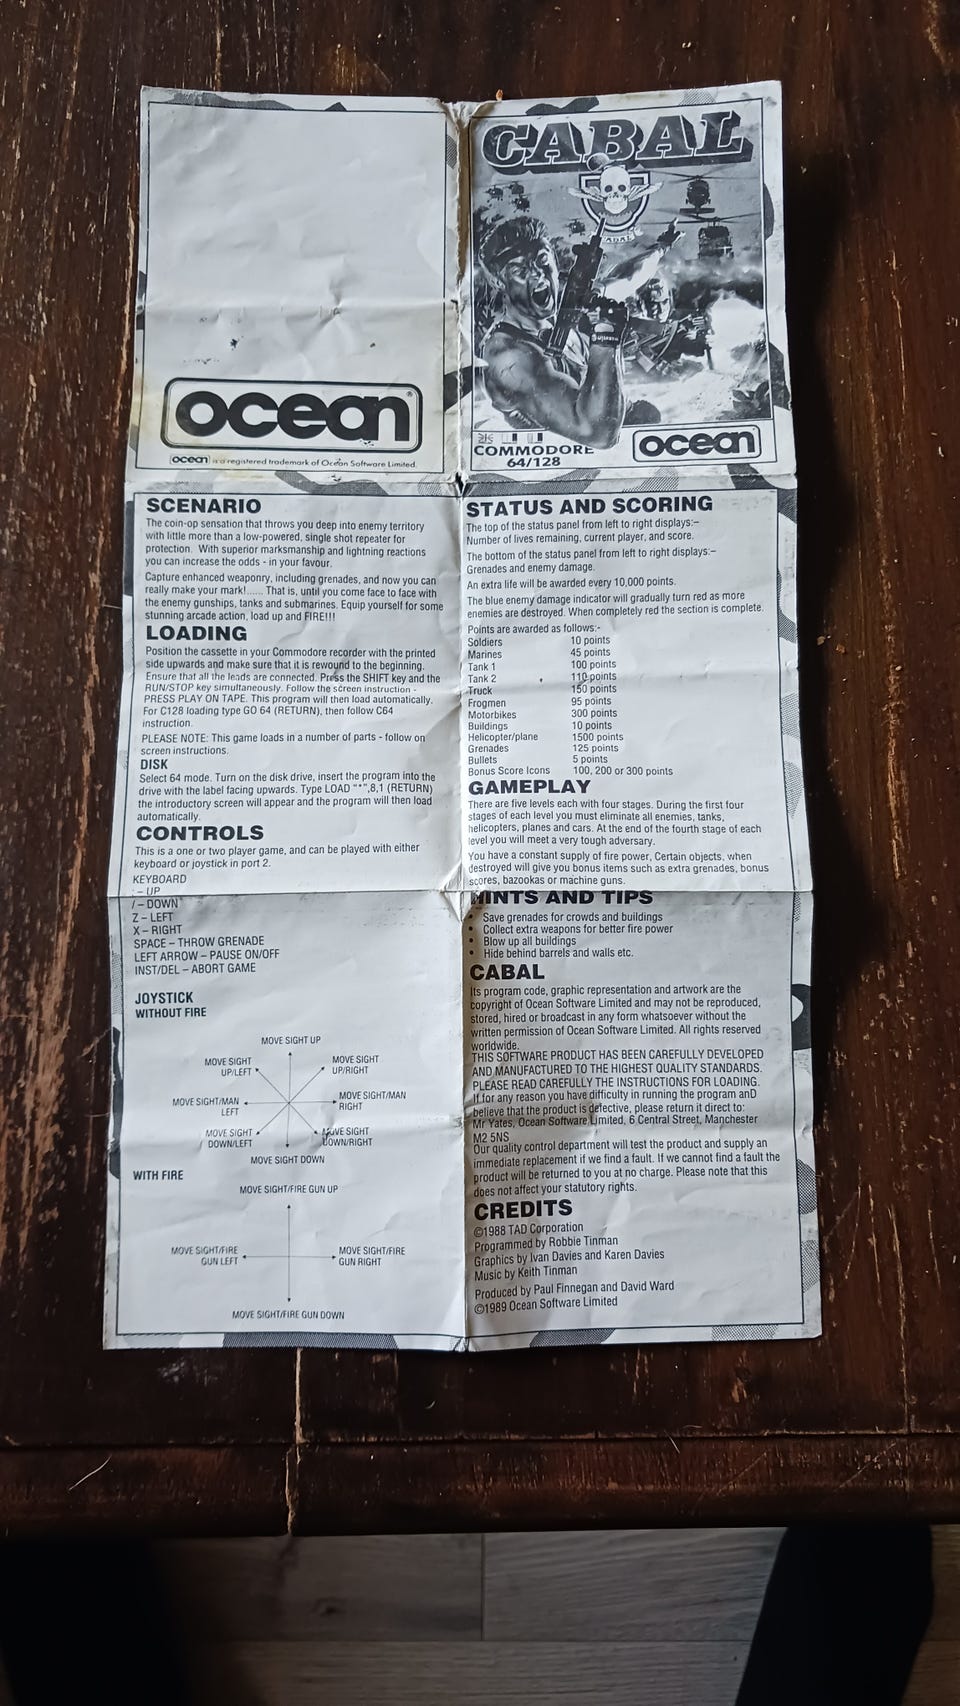 ocean
ocean is a registered trademark of Ocean Software Limited.
CABAL
CABAL
COMMODORE
64/128
ocean
SCENARIO
The coin-op sensation that throws you deep into enemy territory
with little more than a low-powered, single shot repeater for
protection. With superior marksmanship and lightning reactions
you can increase the odds - in your favour.
Capture enhanced weaponry, including grenades, and now you can
really make your mark!...... That is, until you come face to face with
the enemy gunships, tanks and submarines. Equip yourself for some
stunning arcade action, load up and FIRE!!!
LOADING
Position the cassette in your Commodore recorder with the printed
side upwards and make sure that it is rewound to the beginning.
Ensure that all the leads are connected. Press the SHIFT key and the
RUN/STOP key simultaneously. Follow the screen instruction -
PRESS PLAY ON TAPE. This program will then load automatically.
For C128 loading type GO 64 (RETURN), then follow C64
instruction.
PLEASE NOTE: This game loads in a number of parts - follow on
screen instructions.
DISK
Select 64 mode. Turn on the disk drive, insert the program into the
drive with the label facing upwards. Type LOAD "*",8,1 (RETURN)
the introductory screen will appear and the program will then load
automatically.
CONTROLS
This is a one or two player game, and can be played with either
keyboard or joystick in port 2.
KEYBOARD
– UP
/ – DOWN
Z – LEFT
X – RIGHT
SPACE – THROW GRENADE
LEFT ARROW – PAUSE ON/OFF
INST/DEL – ABORT GAME
JOYSTICK
WITHOUT FIRE
MOVE SIGHT UP
MOVE SIGHT
UP/LEFT
MOVE SIGHT
UP/RIGHT
MOVE SIGHT/MAN
LEFT
MOVE SIGHT/MAN
RIGHT
MOVE SIGHT
DOWN/LEFT
MOVE SIGHT
DOWN/RIGHT
MOVE SIGHT DOWN
WITH FIRE
MOVE SIGHT/FIRE GUN UP
MOVE SIGHT/FIRE
GUN LEFT
MOVE SIGHT/FIRE
GUN RIGHT
MOVE SIGHT/FIRE GUN DOWN
STATUS AND SCORING
The top of the status panel from left to right displays:–
Number of lives remaining, current player, and score.
The bottom of the status panel from left to right displays:–
Grenades and enemy damage.
An extra life will be awarded every 10,000 points.
The blue enemy damage indicator will gradually turn red as more
enemies are destroyed. When completely red the section is complete.
Points are awarded as follows:-
Soldiers 10 points
Marines 45 points
Tank 1 100 points
Tank 2 110 points
Truck 150 points
Frogmen 95 points
Motorbikes 300 points
Buildings 10 points
Helicopter/plane 1500 points
Grenades 125 points
Bullets 5 points
Bonus Score Icons 100, 200 or 300 points
GAMEPLAY
There are five levels each with four stages. During the first four
stages of each level you must eliminate all enemies, tanks,
helicopters, planes and cars. At the end of the fourth stage of each
level you will meet a very tough adversary.
You have a constant supply of fire power, Certain objects, when
destroyed will give you bonus items such as extra grenades, bonus
scores, bazookas or machine guns.
HINTS AND TIPS
• Save grenades for crowds and buildings
• Collect extra weapons for better fire power
• Blow up all buildings
• Hide behind barrels and walls etc.
CABAL
Its program code, graphic representation and artwork are the
copyright of Ocean Software Limited and may not be reproduced,
stored, hired or broadcast in any form whatsoever without the
written permission of Ocean Software Limited. All rights reserved
worldwide.
THIS SOFTWARE PRODUCT HAS BEEN CAREFULLY DEVELOPED
AND MANUFACTURED TO THE HIGHEST QUALITY STANDARDS.
PLEASE READ CAREFULLY THE INSTRUCTIONS FOR LOADING.
If for any reason you have difficulty in running the program anD
believe that the product is defective, please return it direct to:
Mr Yates, Ocean Software Limited, 6 Central Street, Manchester
M2 5NS
Our quality control department will test the product and supply an
immediate replacement if we find a fault. If we cannot find a fault the
product will be returned to you at no charge. Please note that this
does not affect your statutory rights.
CREDITS
©1988 TAD Corporation
Programmed by Robbie Tinman
Graphics by Ivan Davies and Karen Davies
Music by Keith Tinman
Produced by Paul Finnegan and David Ward
©1989 Ocean Software Limited